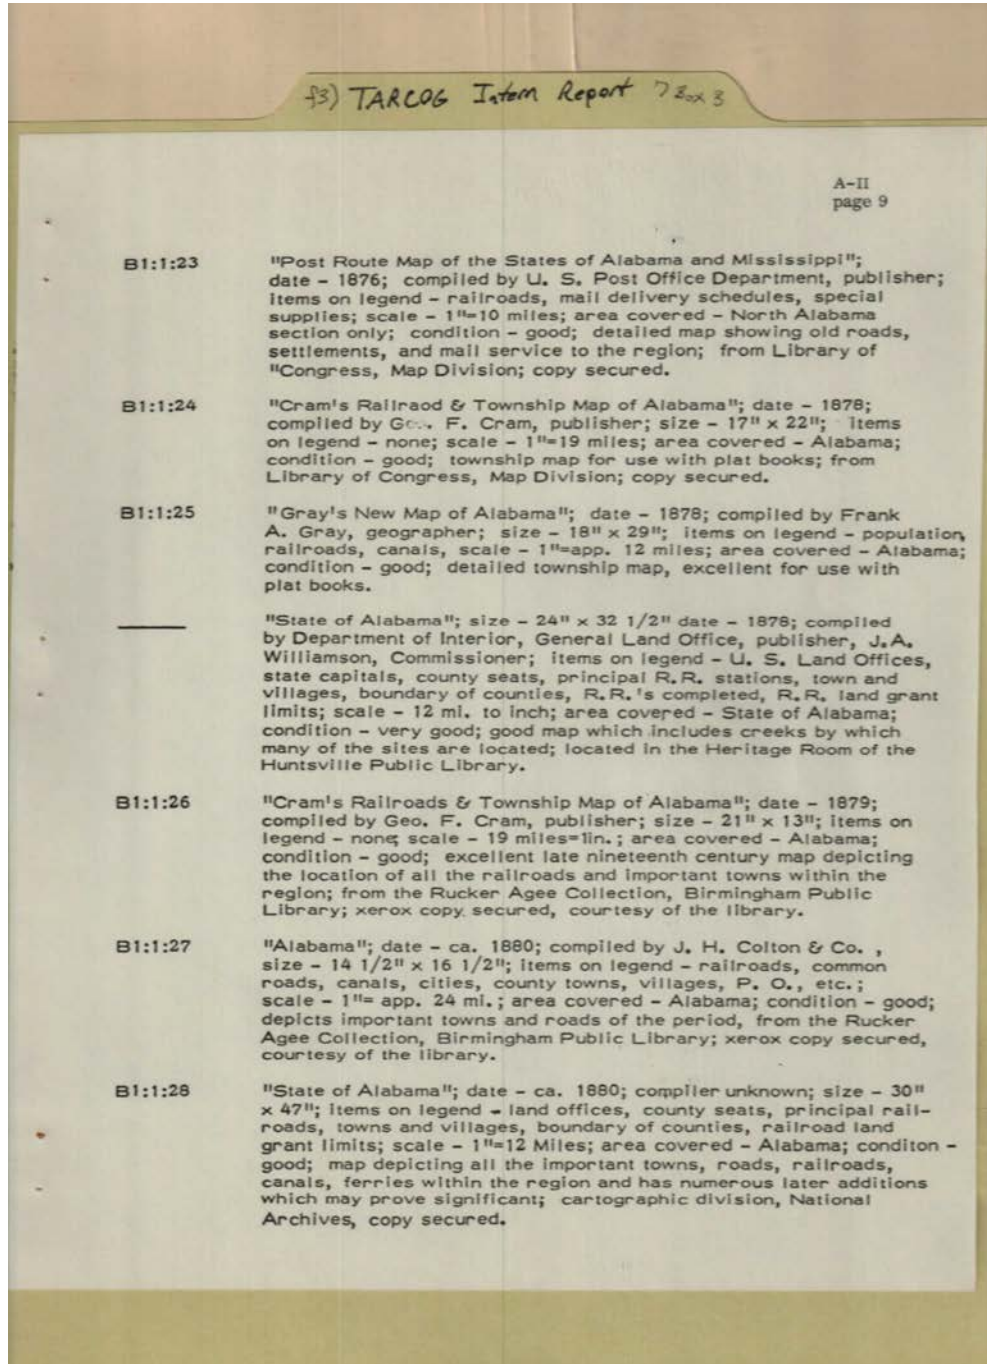 f3) TARCOG Intern Report Box 3
A-II
page 9
B1:1:23 "Post Route Map of the States of Alabama and Mississippi";
date - 1876; compiled by U. S. Post Office Department, publisher;
items on legend - railroads, mail delivery schedules, special
supplies; scale - 1"=10 miles; area covered - North Alabama
section only; condition - good; detailed map showing old roads,
settlements, and mail service to the region; from Library of
"Congress, Map Division; copy secured.
B1:1:24 "Cram's Railraod & Township Map of Alabama"; date - 1878;
compiled by Geo. F. Cram, publisher; size - 17" x 22"; items
on legend - none; scale - 1"=19 miles; area covered - Alabama;
condition - good; township map for use with plat books; from
Library of Congress, Map Division; copy secured.
B1:1:25 "Gray's New Map of Alabama"; date - 1878; compiled by Frank
A. Gray, geographer; size - 18" x 29"; items on legend - population,
railroads, canals, scale - 1"=app. 12 miles; area covered - Alabama;
condition - good; detailed township map, excellent for use with
plat books.
"State of Alabama"; size - 24" x 32 1/2" date - 1878; compiled
by Department of Interior, General Land Office, publisher, J.A.
Williamson, Commissioner; items on legend - U. S. Land Offices,
state capitals, county seats, principal R.R. stations, town and
villages, boundary of counties, R.R.'s completed, R.R. land grant
limits; scale - 12 mi. to inch; area covered - State of Alabama;
condition - very good; good map which includes creeks by which
many of the sites are located; located in the Heritage Room of the
Huntsville Public Library.
B1:1:26 "Cram's Railroads & Township Map of Alabama"; date - 1879;
compiled by Geo. F. Cram, publisher; size - 21" x 13"; items on
legend - none; scale - 19 miles=1in.; area covered - Alabama;
condition - good; excellent late nineteenth century map depicting
the location of all the railroads and important towns within the
region; from the Rucker Agee Collection, Birmingham Public
Library; xerox copy secured, courtesy of the library.
B1:1:27 "Alabama"; date - ca. 1880; compiled by J. H. Colton & Co. ,
size - 14 1/2" x 16 1/2"; items on legend - railroads, common
roads, canals, cities, county towns, villages, P. O., etc.;
scale - 1"= app. 24 mi.; area covered - Alabama; condition - good;
depicts important towns and roads of the period, from the Rucker
Agee Collection, Birmingham Public Library; xerox copy secured,
courtesy of the library.
B1:1:28 "State of Alabama"; date - ca. 1880; compiler unknown; size - 30"
x 47"; items on legend - land offices, county seats, principal rail-
roads, towns and villages, boundary of counties, railroad land
grant limits; scale - 1"=12 Miles; area covered - Alabama; conditon -
good; map depicting all the important towns, roads, railroads,
canals, ferries within the region and has numerous later additions
which may prove significant; cartographic division, National
Archives, copy secured.